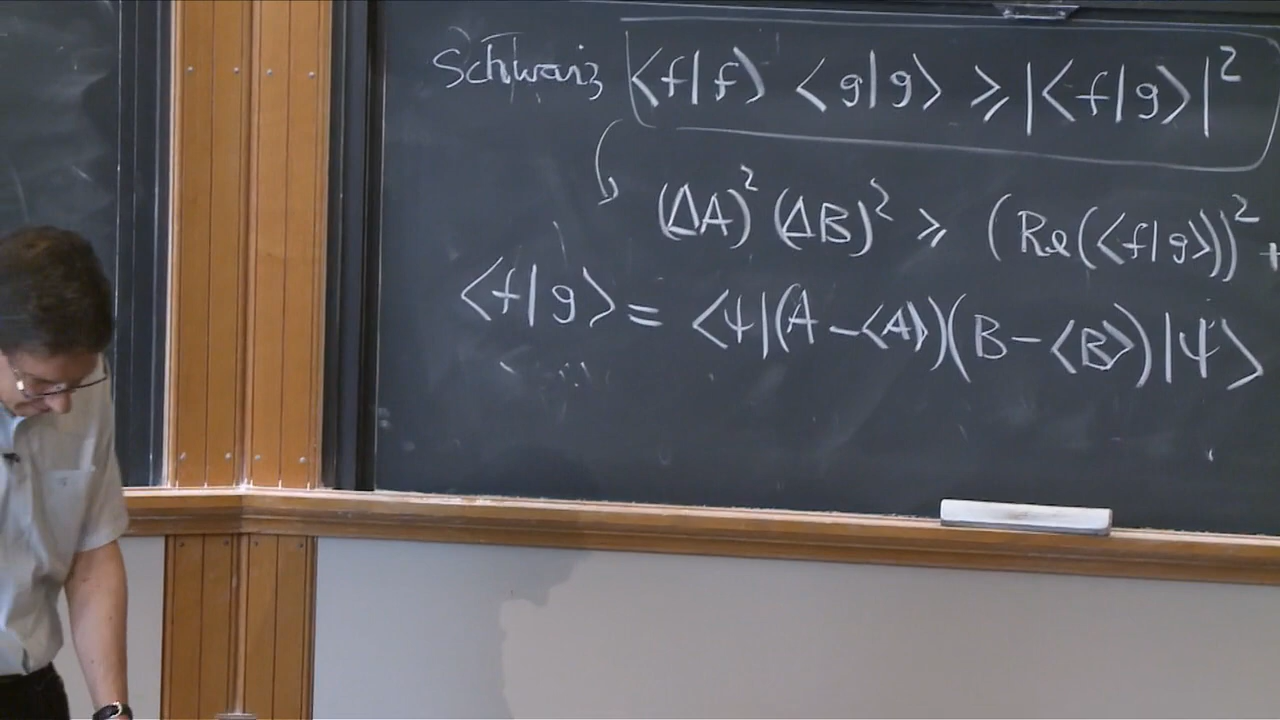 Schwarz ⟨f|f⟩ ⟨g|g⟩ ≥ |⟨f|g⟩|²
(ΔA)² (ΔB)² ≥ (Re(⟨f|g⟩))² +
⟨f|g⟩ = ⟨ψ|(A - ⟨A⟩)(B - ⟨B⟩)|ψ⟩